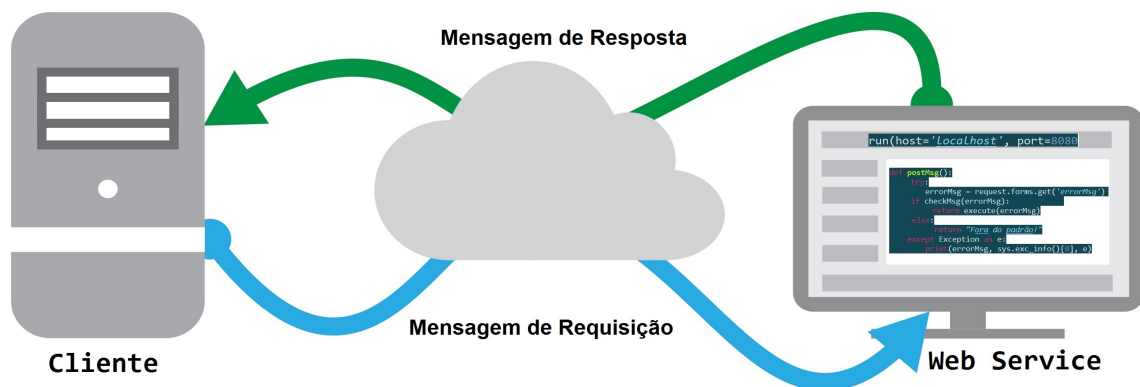 Mensagem de Resposta
run(host='localhost', port=8080
def postMsg():
try:
errorMsg = request.forms.get('errorMsg')
if checkMsg(errorMsg):
return execute(errorMsg)
else:
return "Fora do padrão!"
except Exception as e:
print(errorMsg, sys.exc_info()[0], e)
Mensagem de Requisição
Cliente
Web Service